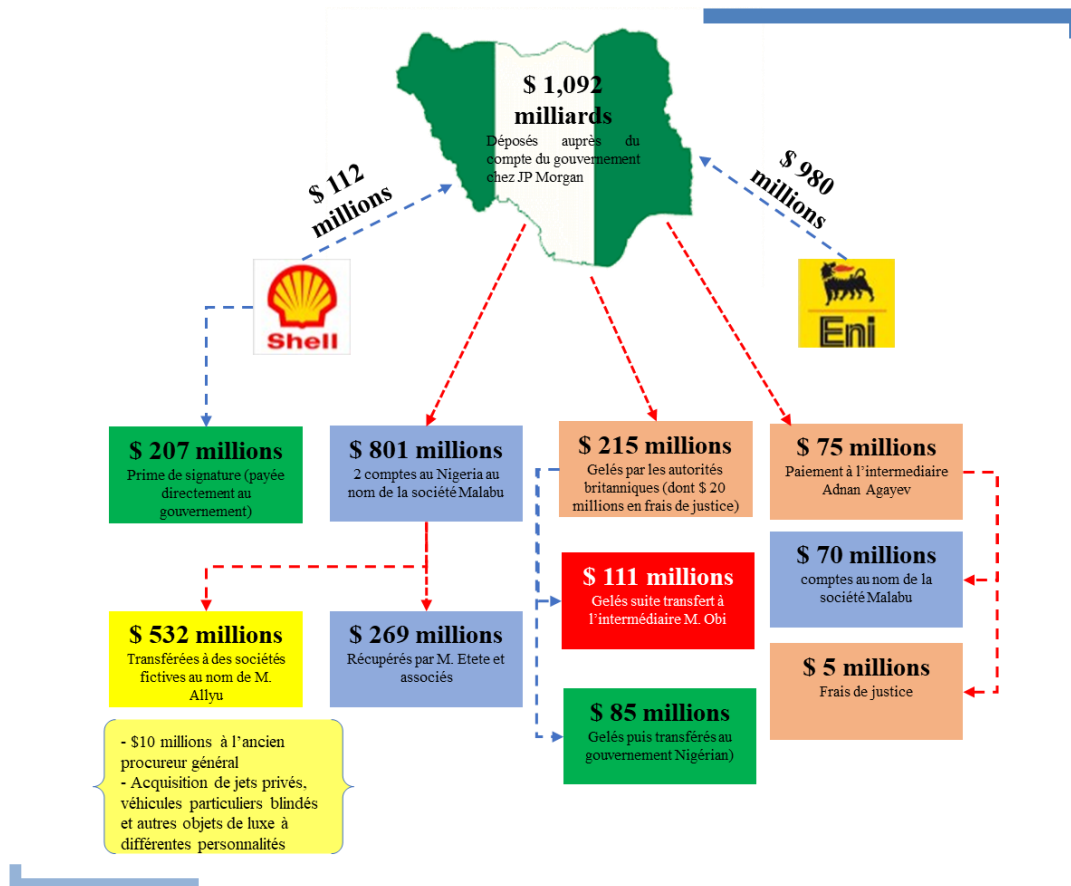 $ 1,092
milliards
Déposés auprès du
compte du gouvernement
chez JP Morgan
$ 112
millions
$ 980
millions
Shell
Eni
$ 207 millions
Prime de signature (payée
directement au
gouvernement)
$ 801 millions
2 comptes au Nigeria au
nom de la société Malabu
$ 215 millions
Gelés par les autorités
britanniques (dont $ 20
millions en frais de justice)
$ 75 millions
Paiement à l’intermediaire
Adnan Agayev
$ 111 millions
Gelés suite transfert à
l’intermédiaire M. Obi
$ 70 millions
comptes au nom de la
société Malabu
$ 532 millions
Transférées à des sociétés
fictives au nom de M.
Allyu
$ 269 millions
Récupérés par M. Etete et
associés
$ 85 millions
Gelés puis transférés au
gouvernement Nigérian)
$ 5 millions
Frais de justice
- $10 millions à l’ancien
procureur général
- Acquisition de jets privés,
véhicules particuliers blindés
et autres objets de luxe à
différentes personnalités